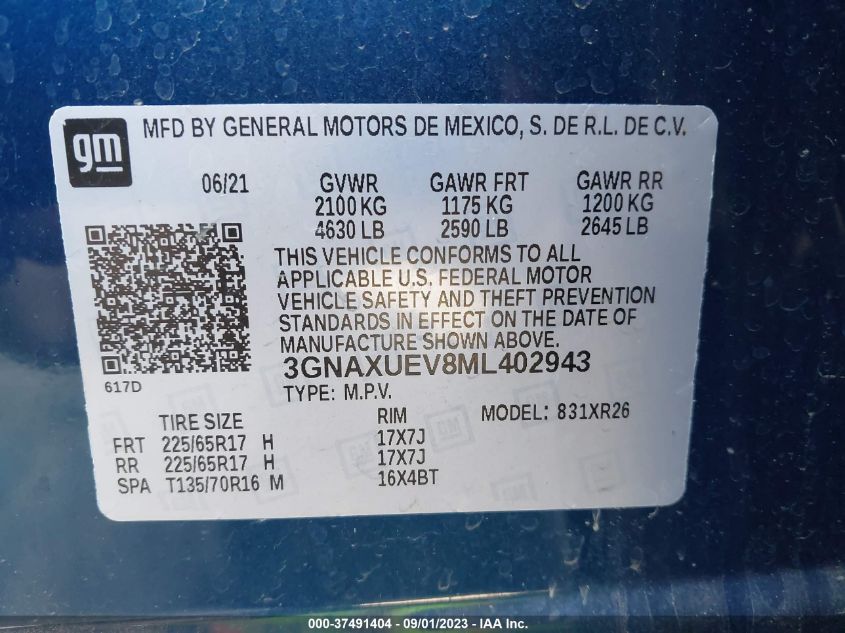 gm
MFD BY GENERAL MOTORS DE MEXICO, S. DE R.L. DE C.V.
06/21 GVWR GAWR FRT GAWR RR
2100 KG 1175 KG 1200 KG
4630 LB 2590 LB 2645 LB
THIS VEHICLE CONFORMS TO ALL
APPLICABLE U.S. FEDERAL MOTOR
VEHICLE SAFETY AND THEFT PREVENTION
STANDARDS IN EFFECT ON THE DATE OF
MANUFACTURE SHOWN ABOVE.
3GNAXUEV8ML402943
617D
TYPE: M.P.V.
TIRE SIZE RIM MODEL: 831XR26
FRT 225/65R17 H 17X7J
RR 225/65R17 H 17X7J
SPA T135/70R16 M 16X4BT
000-37491404 - 09/01/2023 - IAA Inc.